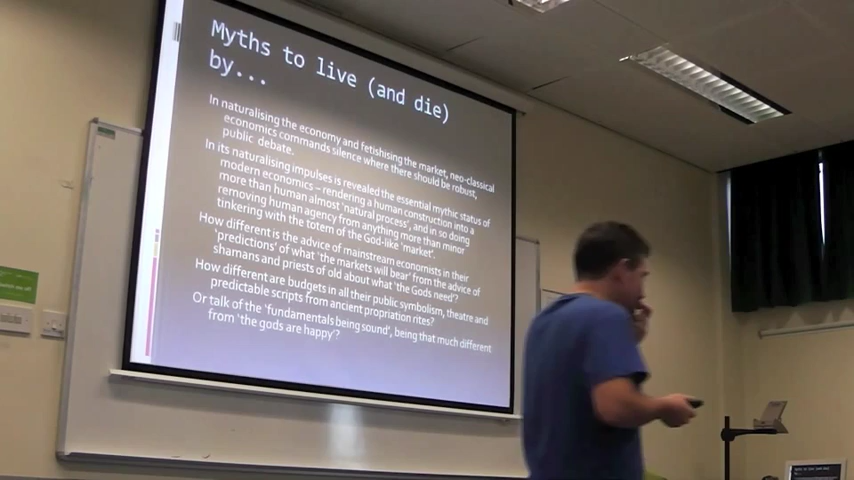 Myths to live (and die)
by...
In naturalising the economy and fetishising the market, neo-classical
economics commands silence where there should be robust,
public debate.
In its naturalising impulses is revealed the essential mythic status of
modern economics – rendering a human construction into a
more than human almost 'natural process', and in so doing
removing human agency from anything more than minor
tinkering with the totem of the God-like 'market'.
How different is the advice of mainstream economists in their
'predictions' of what 'the markets will bear' from the advice of
shamans and priests of old about what 'the Gods need'?
How different are budgets in all their public symbolism, theatre and
predictable scripts from ancient propriation rites?
Or talk of the 'fundamentals being sound', being that much different
from 'the gods are happy'?